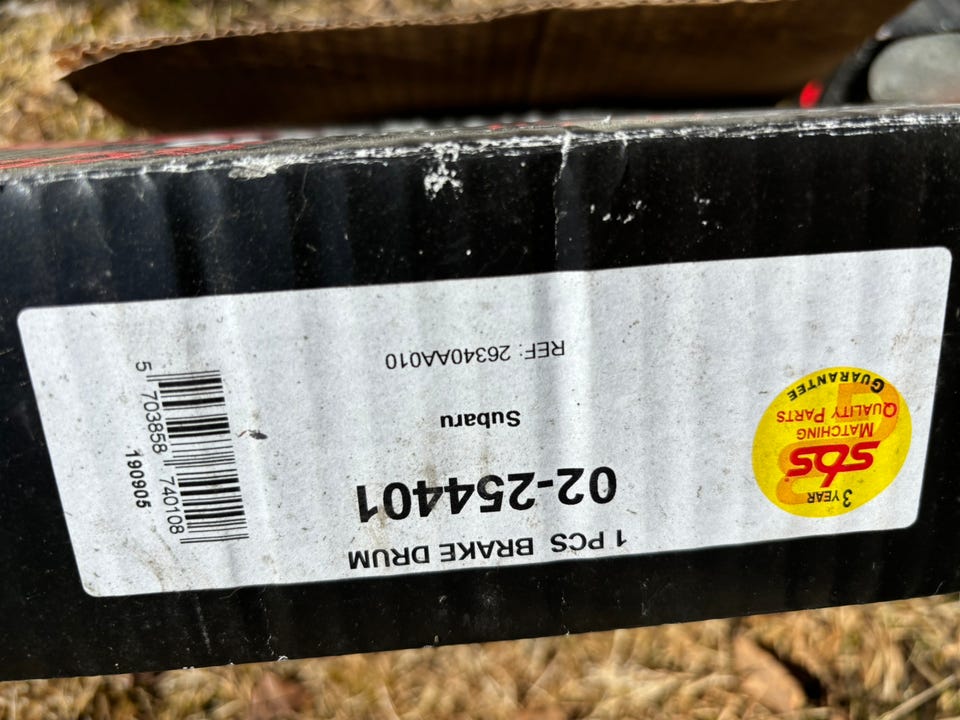 1 PCS BRAKE DRUM
02-254401
Subaru
REF: 26340AA010
3 YEAR
sbs
MATCHING
QUALITY PARTS
GUARANTEE
5 703858 740108
190905